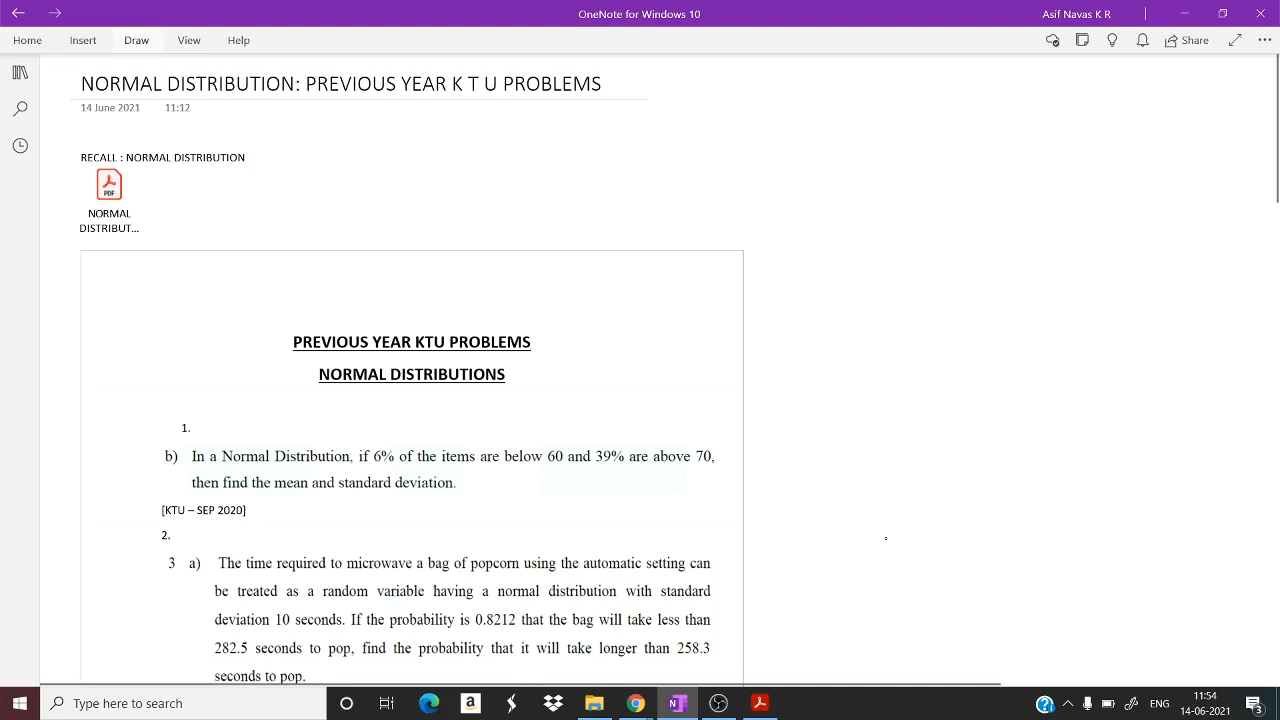 OneNote for Windows 10
Asif Navas K R
Home Insert Draw View Help
Share
NORMAL DISTRIBUTION: PREVIOUS YEAR K T U PROBLEMS
14 June 2021 11:12
RECALL : NORMAL DISTRIBUTION
PDF
NORMAL
DISTRIBUT...
PREVIOUS YEAR KTU PROBLEMS
NORMAL DISTRIBUTIONS
1.
b) In a Normal Distribution, if 6% of the items are below 60 and 39% are above 70,
then find the mean and standard deviation.
[KTU – SEP 2020]
2.
3 a) The time required to microwave a bag of popcorn using the automatic setting can
be treated as a random variable having a normal distribution with standard
deviation 10 seconds. If the probability is 0.8212 that the bag will take less than
282.5 seconds to pop, find the probability that it will take longer than 258.3
seconds to pop.
Type here to search
ENG
11:54
14-06-2021
3